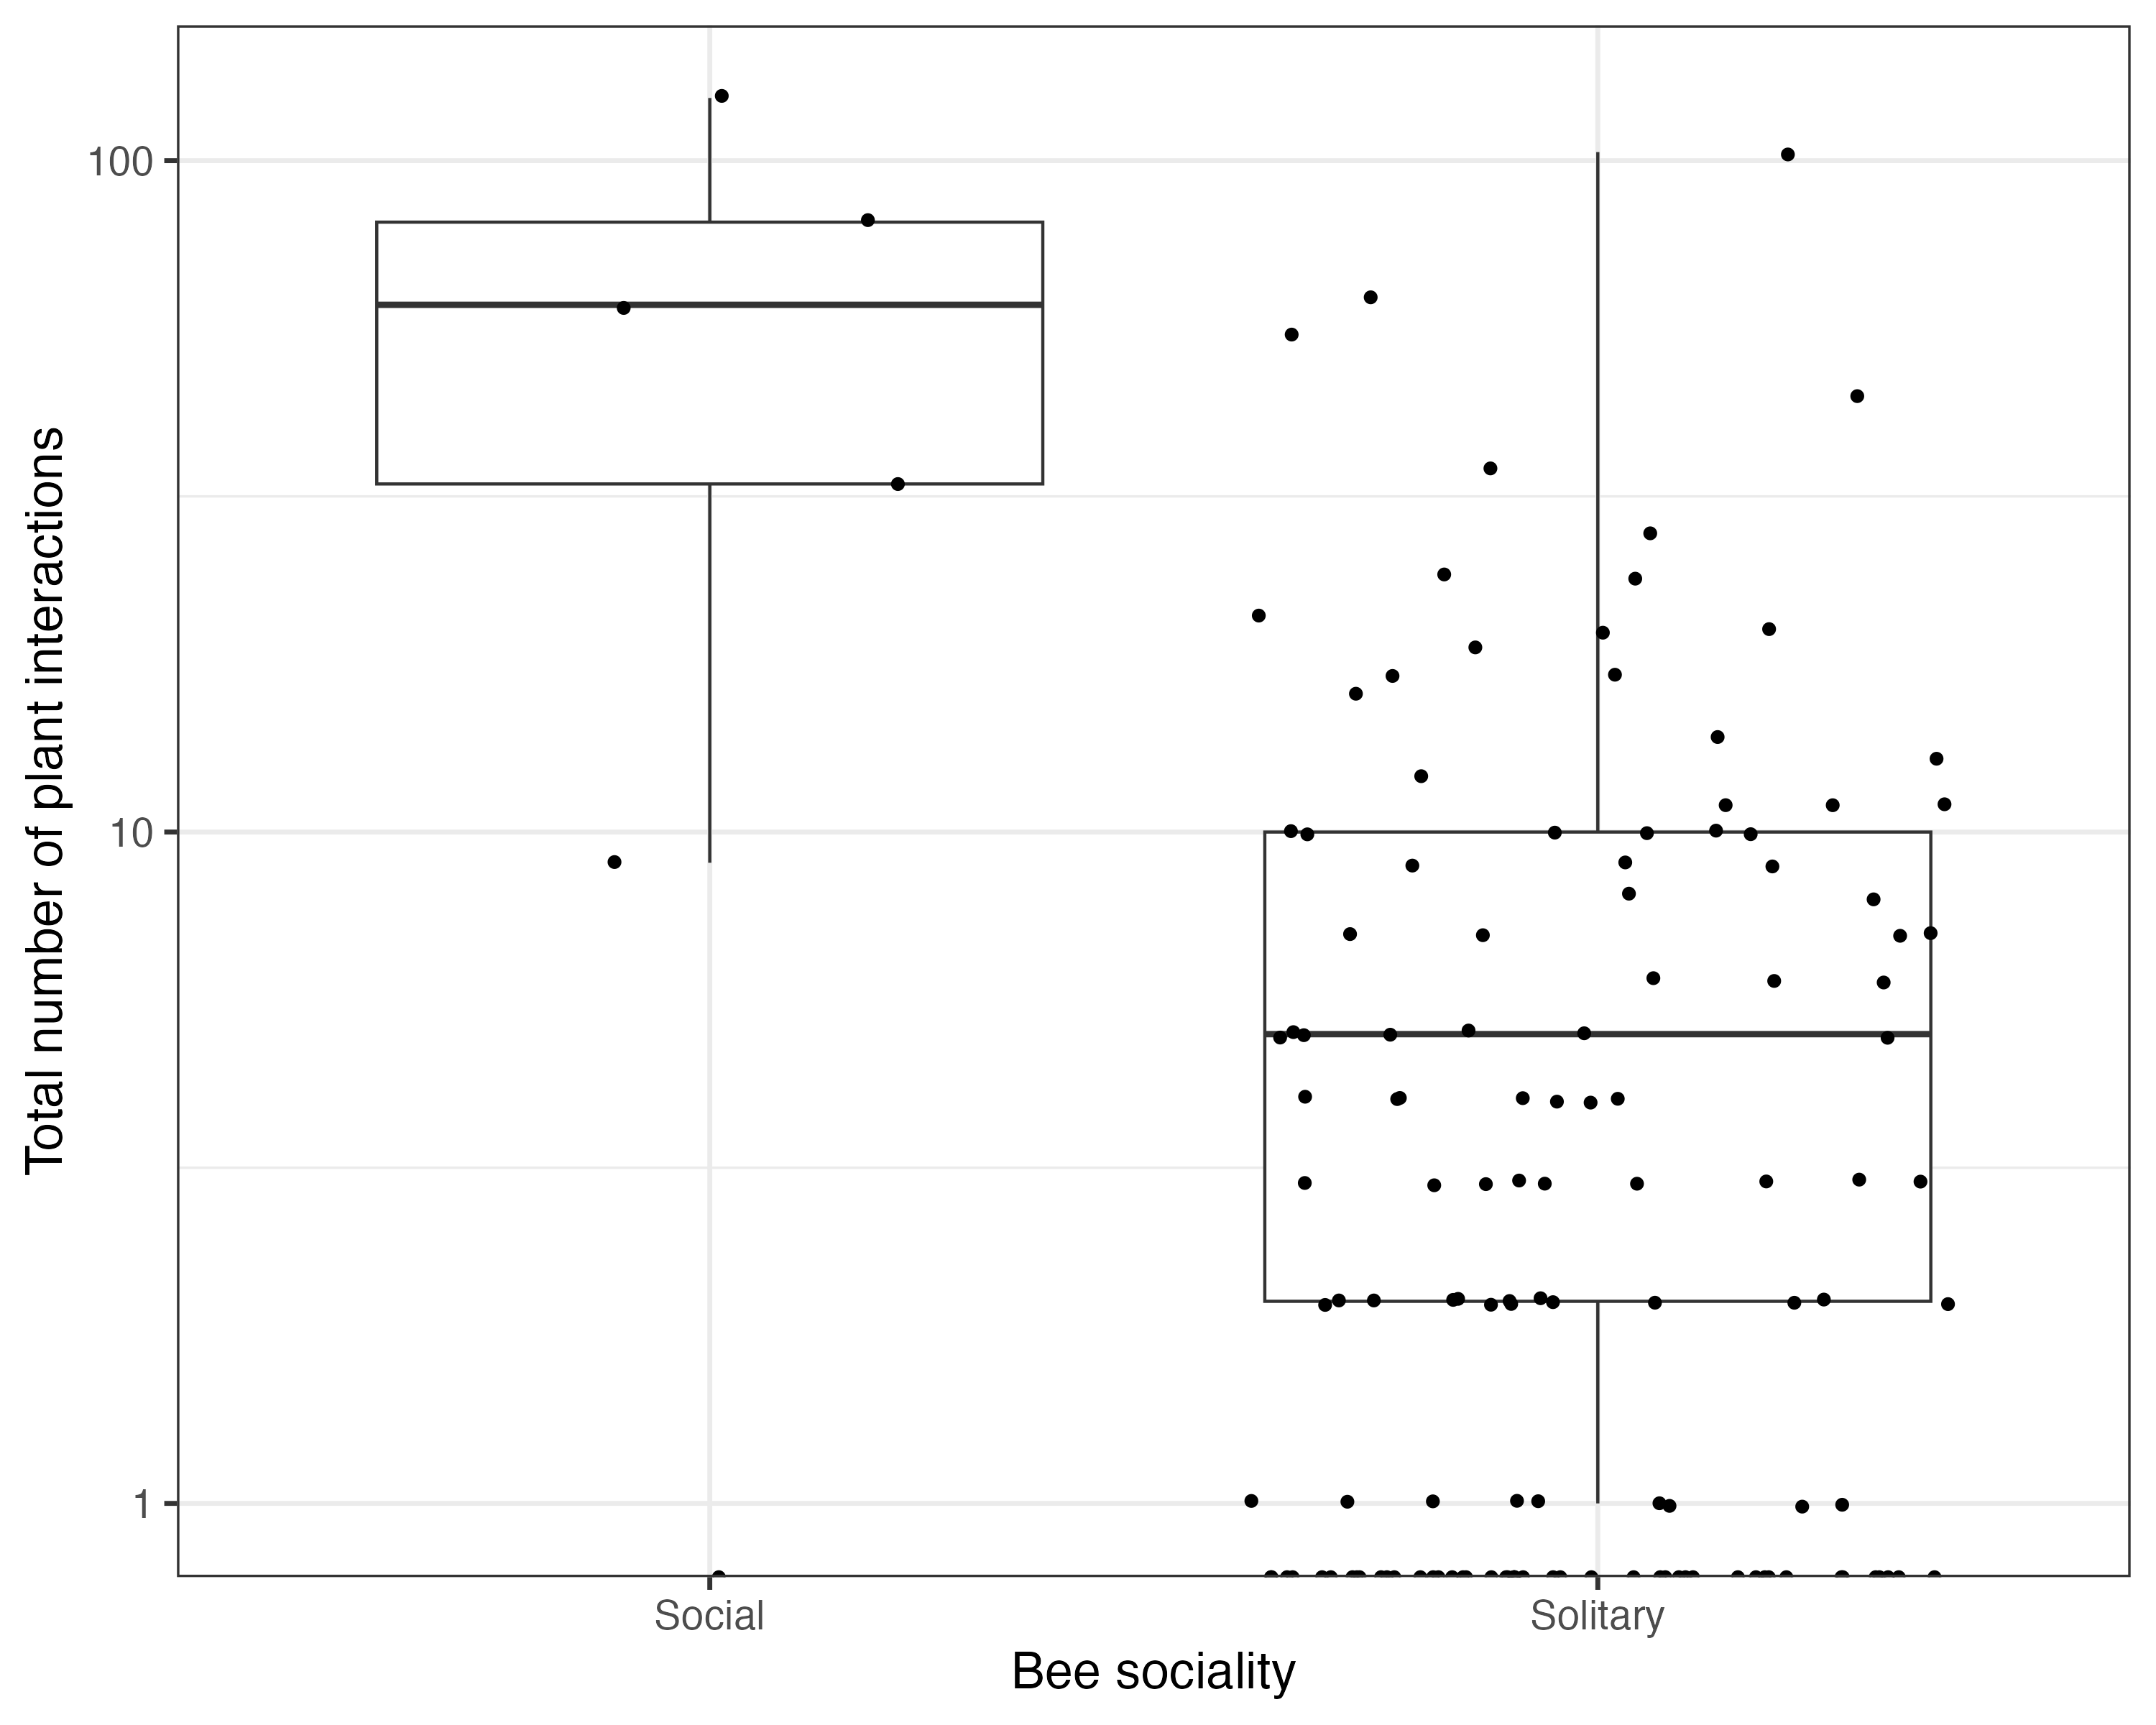 Total number of plant interactions
100
10
1
Social
Solitary
Bee sociality